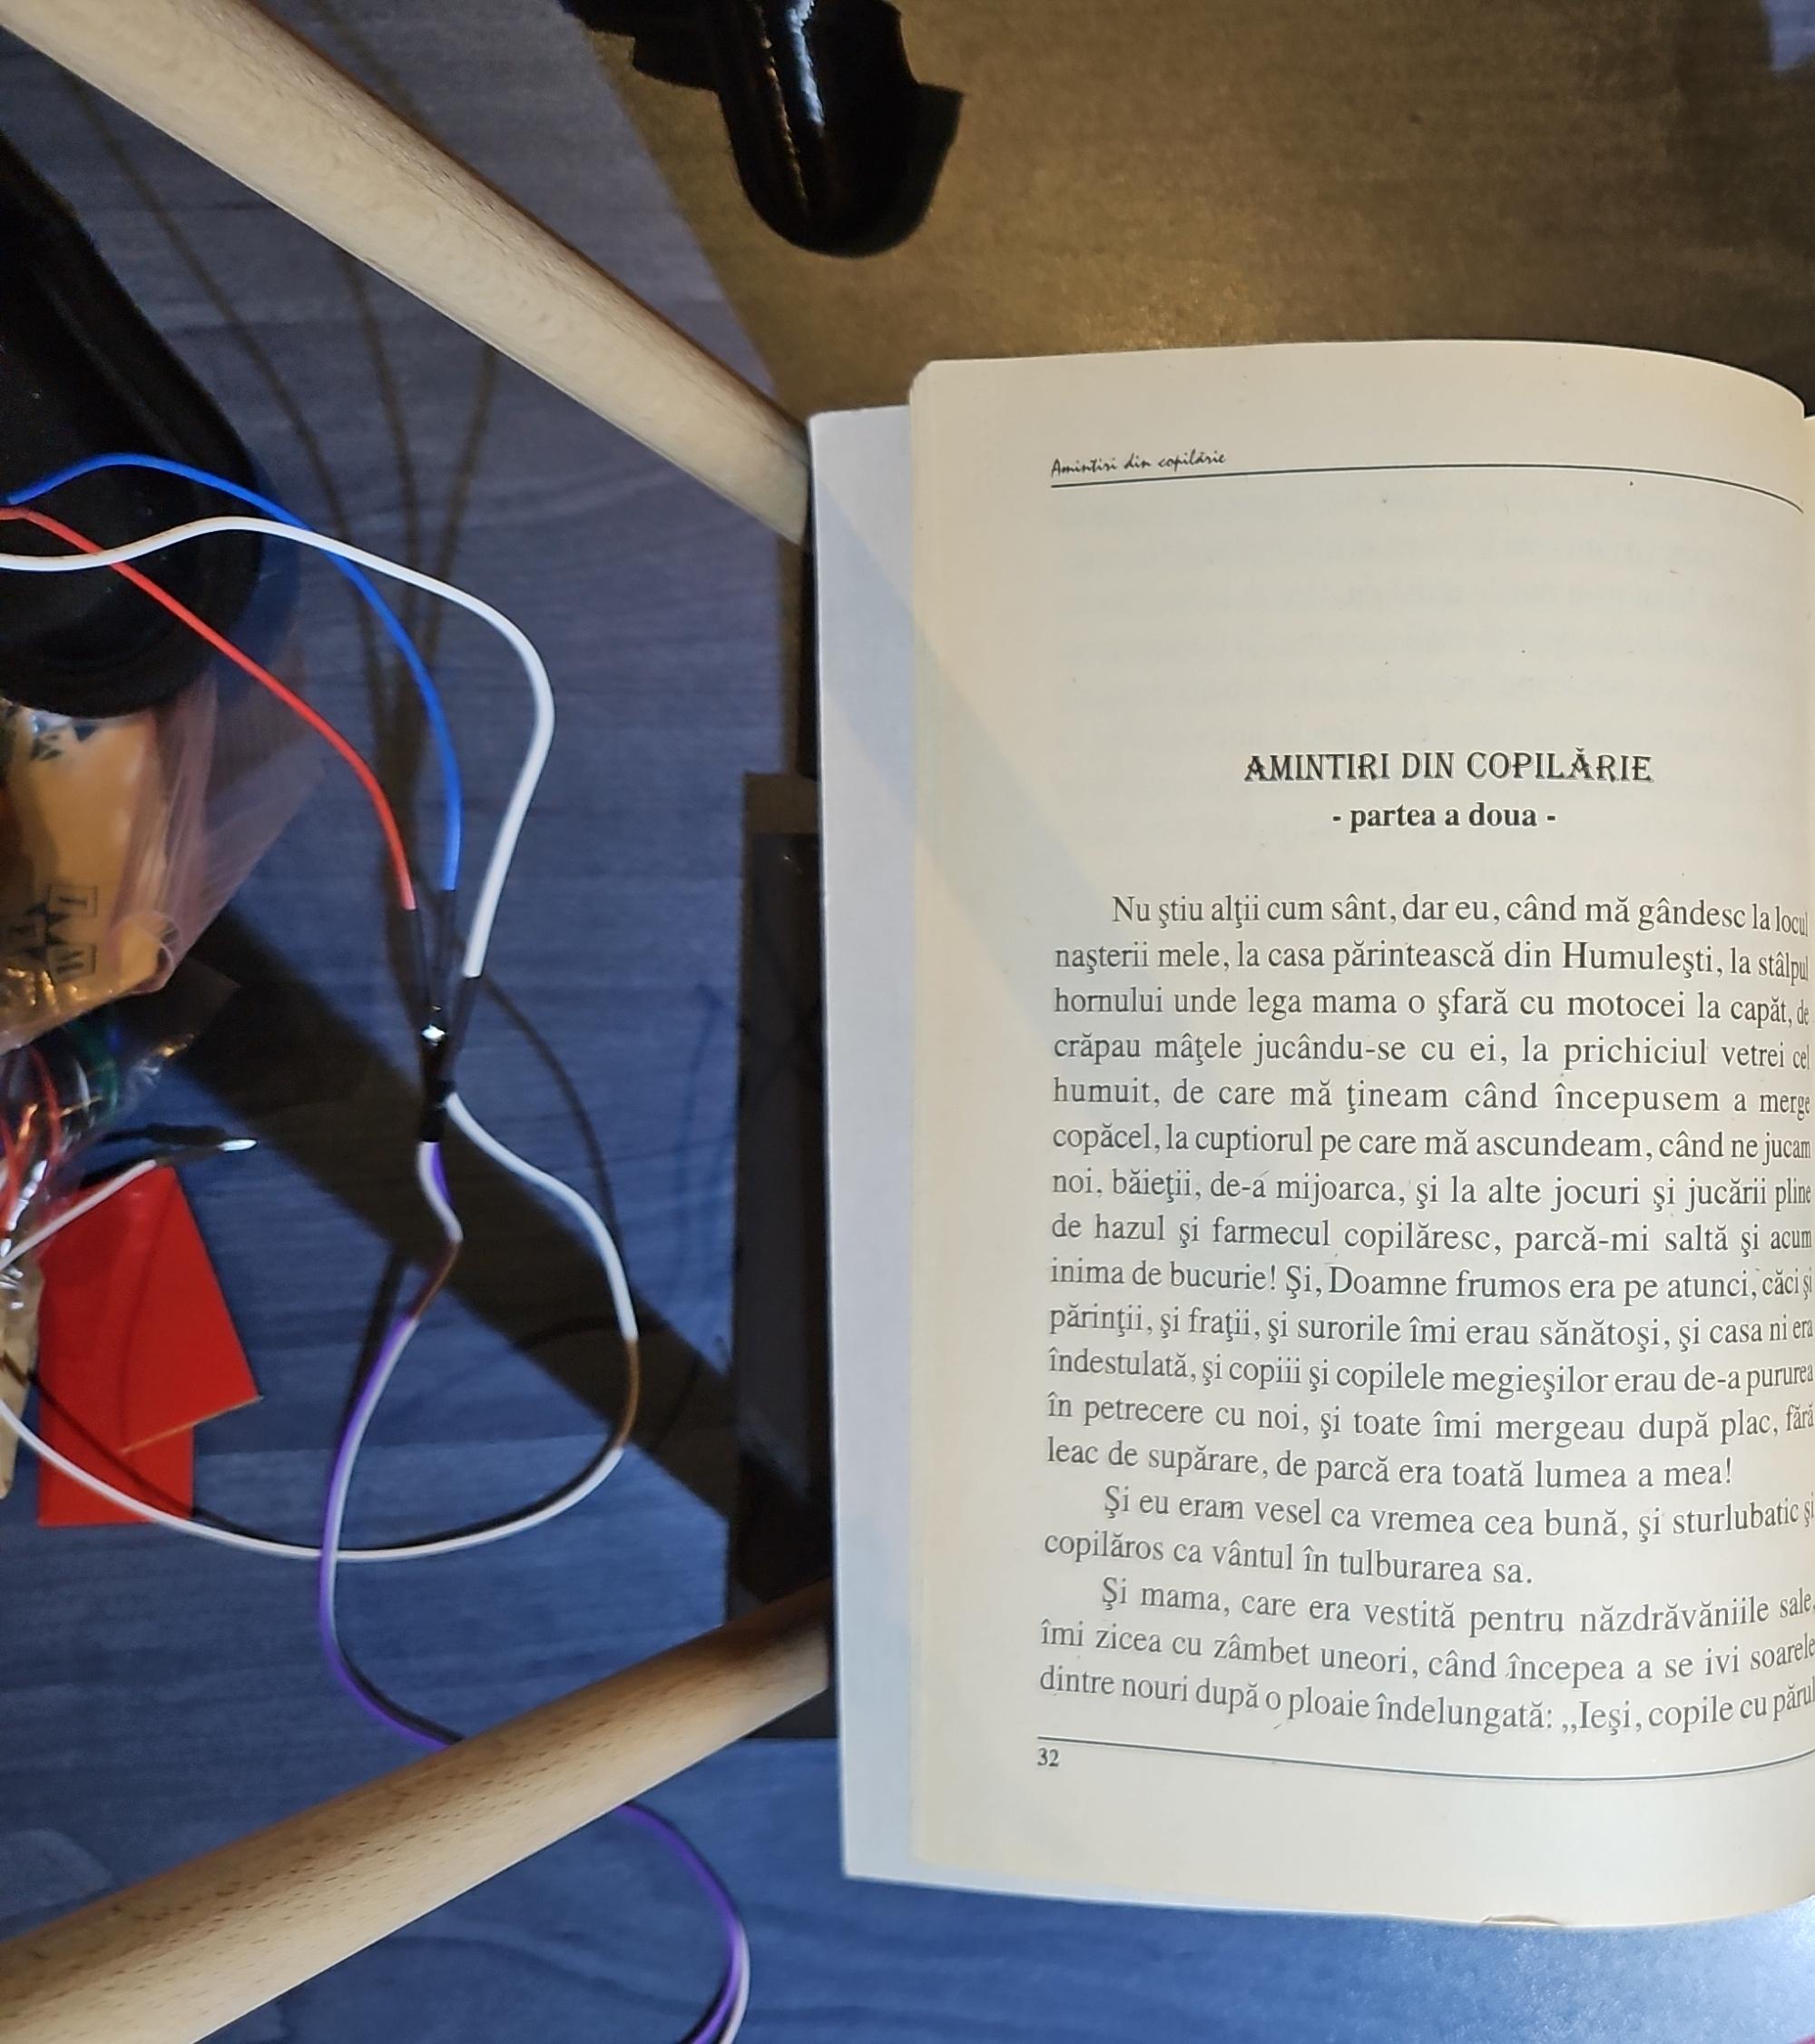 Amintiri din copilărie
AMINTIRI DIN COPILĂRIE
- partea a doua -
Nu ştiu alţii cum sânt, dar eu, când mă gândesc la locul
naşterii mele, la casa părintească din Humuleşti, la stâlpul
hornului unde lega mama o şfară cu motocei la capăt, de
crăpau mâţele jucându-se cu ei, la prichiciul vetrei cel
humuit, de care mă ţineam când începusem a merge
copăcel, la cuptiorul pe care mă ascundeam, când ne jucam
noi, băieţii, de-a mijoarca, şi la alte jocuri şi jucării pline
de hazul şi farmecul copilăresc, parcă-mi saltă şi acum
inima de bucurie! Şi, Doamne frumos era pe atunci, căci şi
părinţii, şi fraţii, şi surorile îmi erau sănătoşi, şi casa ni era
îndestulată, şi copiii şi copilele megieşilor erau de-a pururea
în petrecere cu noi, şi toate îmi mergeau după plac, fără
leac de supărare, de parcă era toată lumea a mea!
Şi eu eram vesel ca vremea cea bună, şi sturlubatic şi
copilăros ca vântul în tulburarea sa.
Şi mama, care era vestită pentru năzdrăvăniile sale,
îmi zicea cu zâmbet uneori, când începea a se ivi soarele
dintre nouri după o ploaie îndelungată: „Ieşi, copile cu părul
32